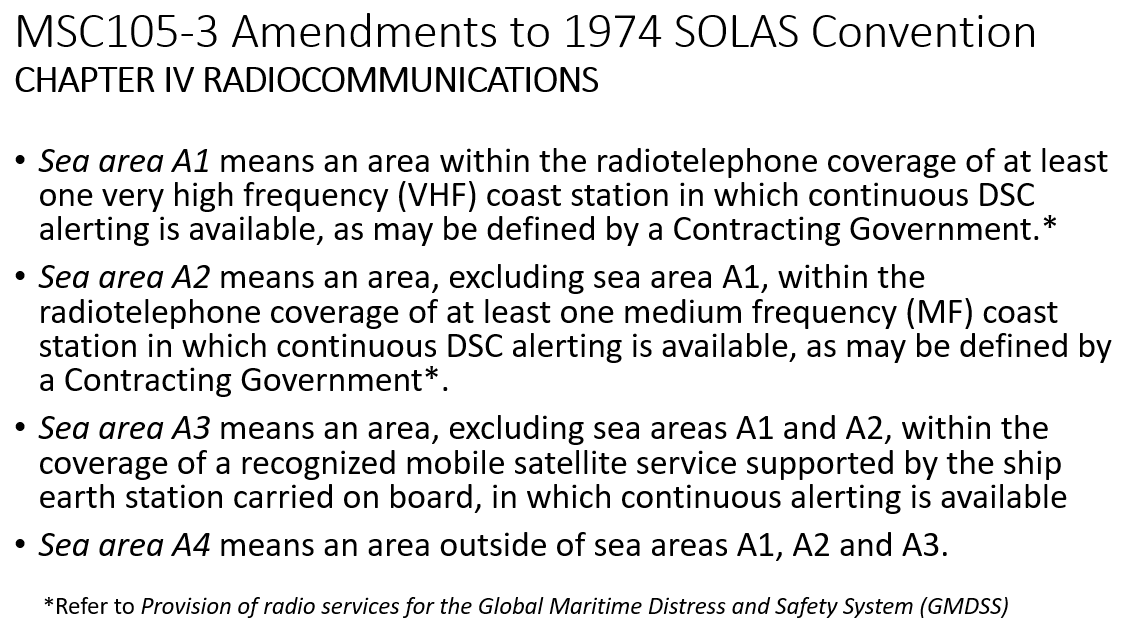 MSC105-3 Amendments to 1974 SOLAS Convention
CHAPTER IV RADIOCOMMUNICATIONS
• Sea area A1 means an area within the radiotelephone coverage of at least
one very high frequency (VHF) coast station in which continuous DSC
alerting is available, as may be defined by a Contracting Government.*
• Sea area A2 means an area, excluding sea area A1, within the
radiotelephone coverage of at least one medium frequency (MF) coast
station in which continuous DSC alerting is available, as may be defined by
a Contracting Government*.
• Sea area A3 means an area, excluding sea areas A1 and A2, within the
coverage of a recognized mobile satellite service supported by the ship
earth station carried on board, in which continuous alerting is available
• Sea area A4 means an area outside of sea areas A1, A2 and A3.
*Refer to Provision of radio services for the Global Maritime Distress and Safety System (GMDSS)